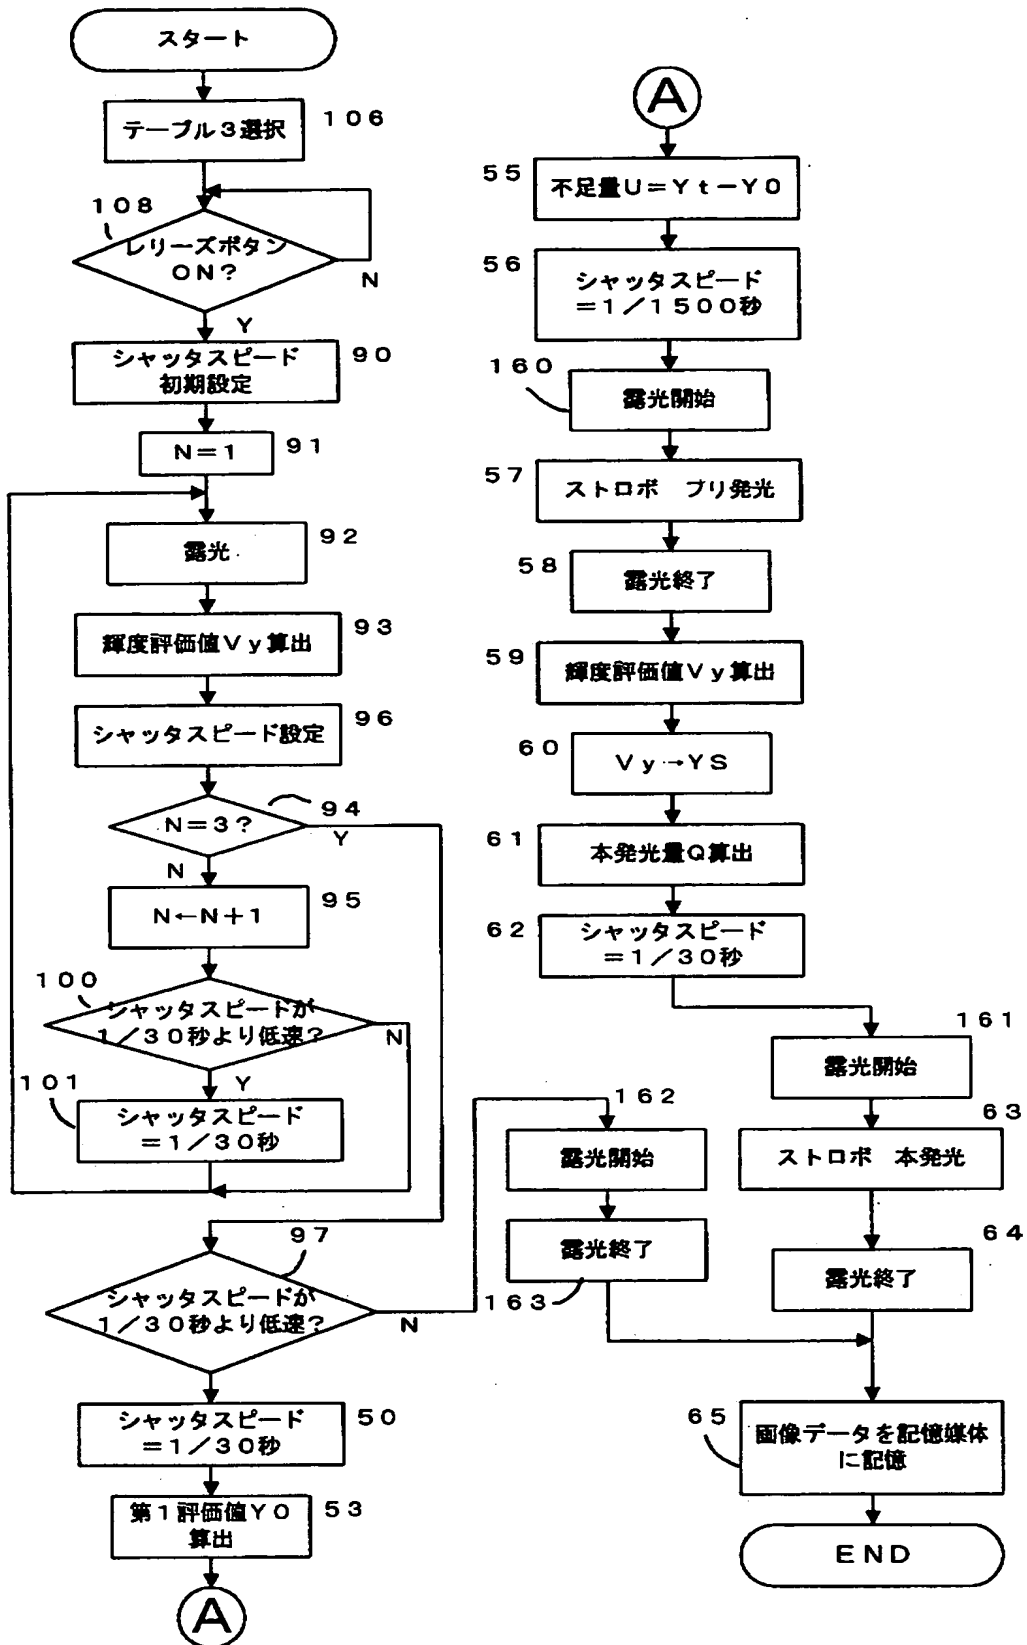 スタート
テーブル3選択
106
108
レリーズボタン
ON?
N
Y
シャッタスピード
初期設定
90
N=1
91
露光
92
輝度評価値Vy算出
93
シャッタスピード設定
96
N=3?
94
Y
N
N←N+1
95
100
シャッタスピードが
1/30秒より低速?
N
Y
101
シャッタスピード
=1/30秒
97
シャッタスピードが
1/30秒より低速?
N
シャッタスピード
=1/30秒
50
第1評価値Y0
算出
53
A
A
55
不足量U=Yt-Y0
56
シャッタスピード
=1/1500秒
160
露光開始
57
ストロボ プリ発光
58
露光終了
59
輝度評価値Vy算出
60
Vy→YS
61
本発光量Q算出
62
シャッタスピード
=1/30秒
161
露光開始
63
ストロボ 本発光
64
露光終了
162
露光開始
露光終了
163
65
画像データを記憶媒体
に記憶
END